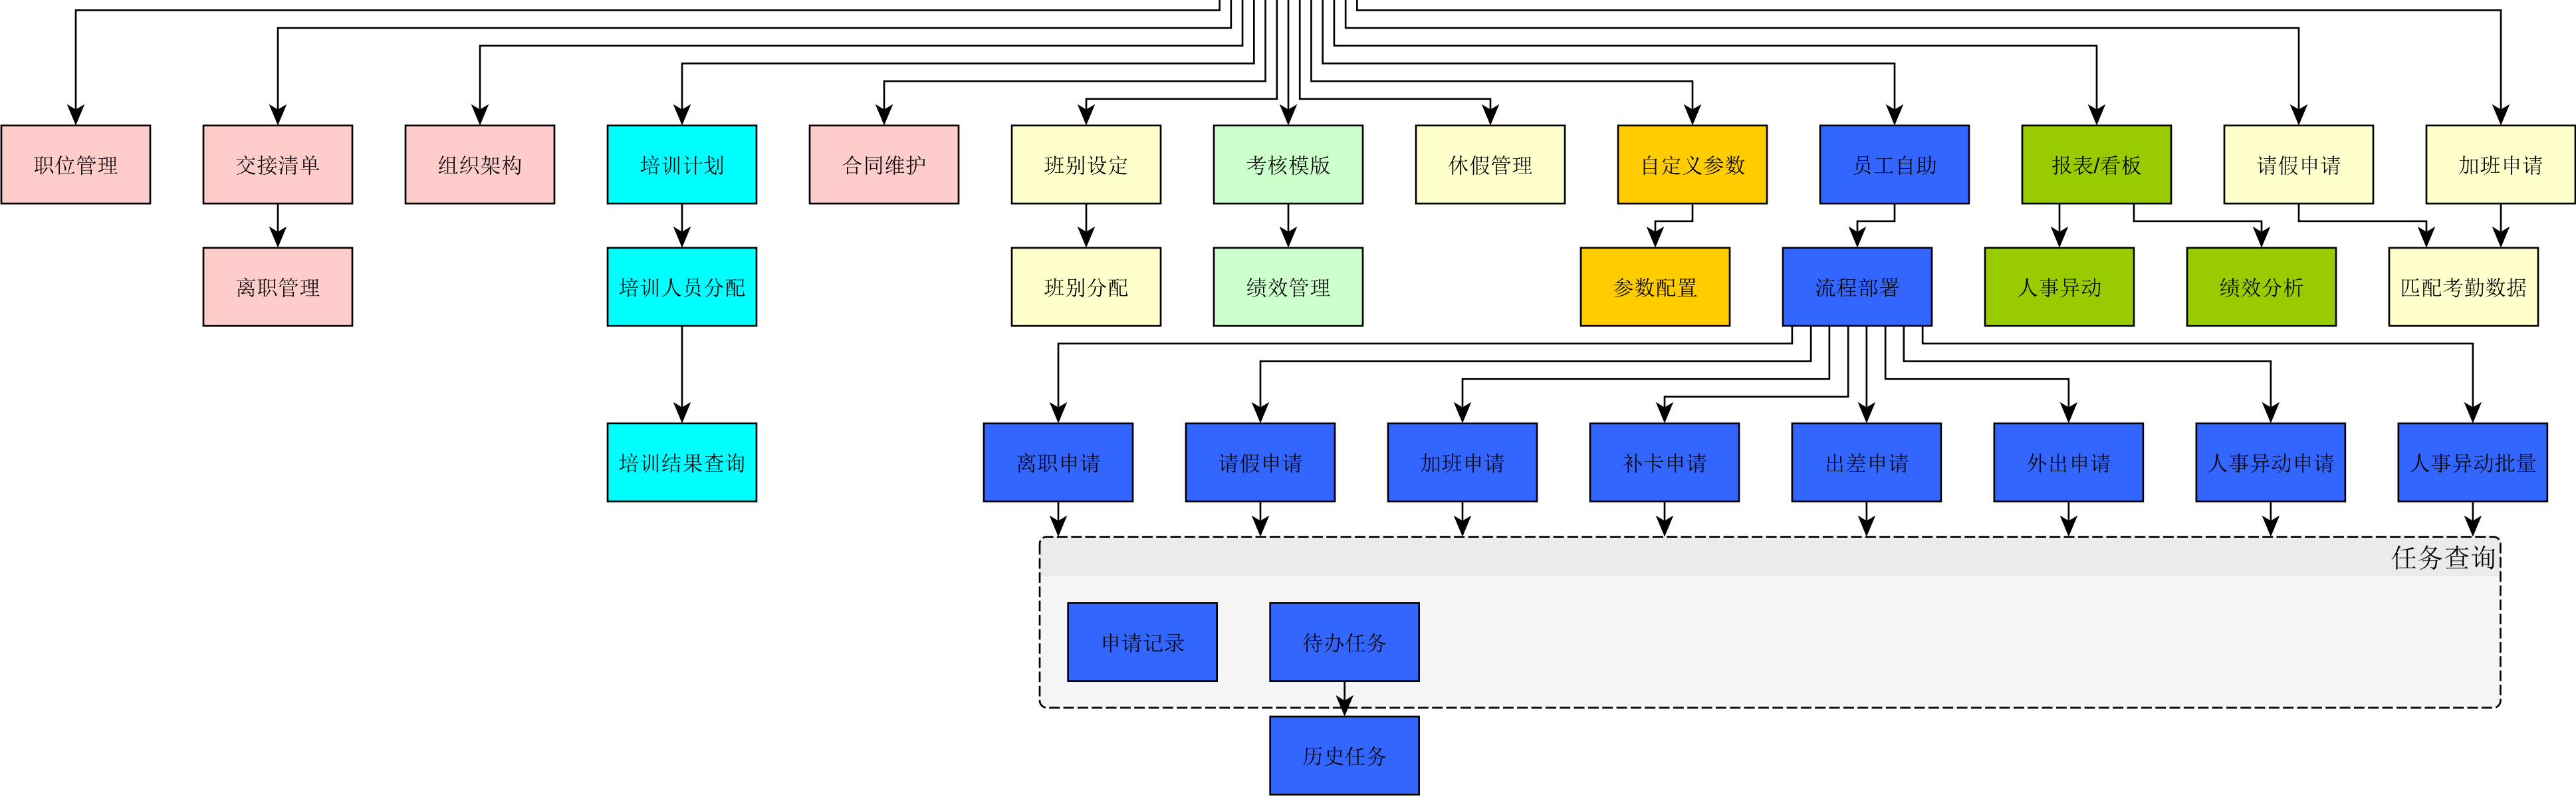 职位管理
交接清单
组织架构
培训计划
合同维护
班别设定
考核模版
休假管理
自定义参数
员工自助
报表/看板
请假申请
加班申请
离职管理
培训人员分配
班别分配
绩效管理
参数配置
流程部署
人事异动
绩效分析
匹配考勤数据
培训结果查询
离职申请
请假申请
加班申请
补卡申请
出差申请
外出申请
人事异动申请
人事异动批量
任务查询
申请记录
待办任务
历史任务